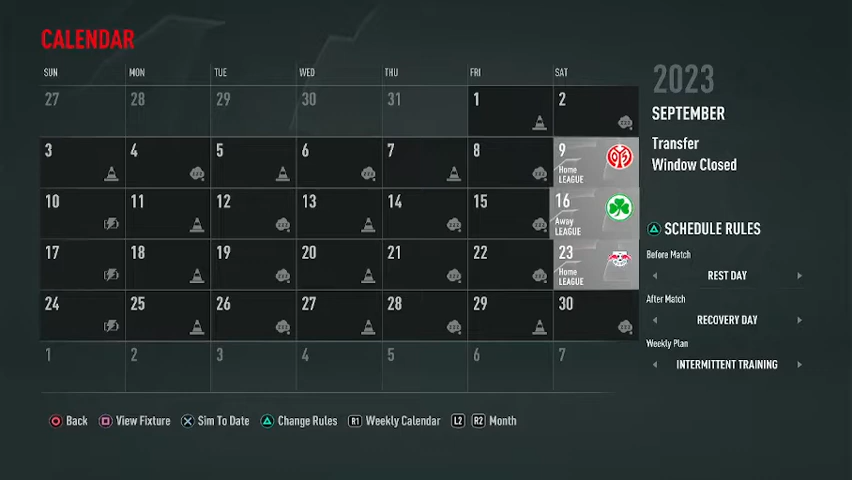 CALENDAR
SUN MON TUE WED THU FRI SAT
27 28 29 30 31 1 2
3 4 5 6 7 8 9
Home
LEAGUE
10 11 12 13 14 15 16
Away
LEAGUE
17 18 19 20 21 22 23
Home
LEAGUE
24 25 26 27 28 29 30
1 2 3 4 5 6 7
2023
SEPTEMBER
Transfer
Window Closed
SCHEDULE RULES
Before Match
REST DAY
After Match
RECOVERY DAY
Weekly Plan
INTERMITTENT TRAINING
Back View Fixture Sim To Date Change Rules R1 Weekly Calendar L2 R2 Month